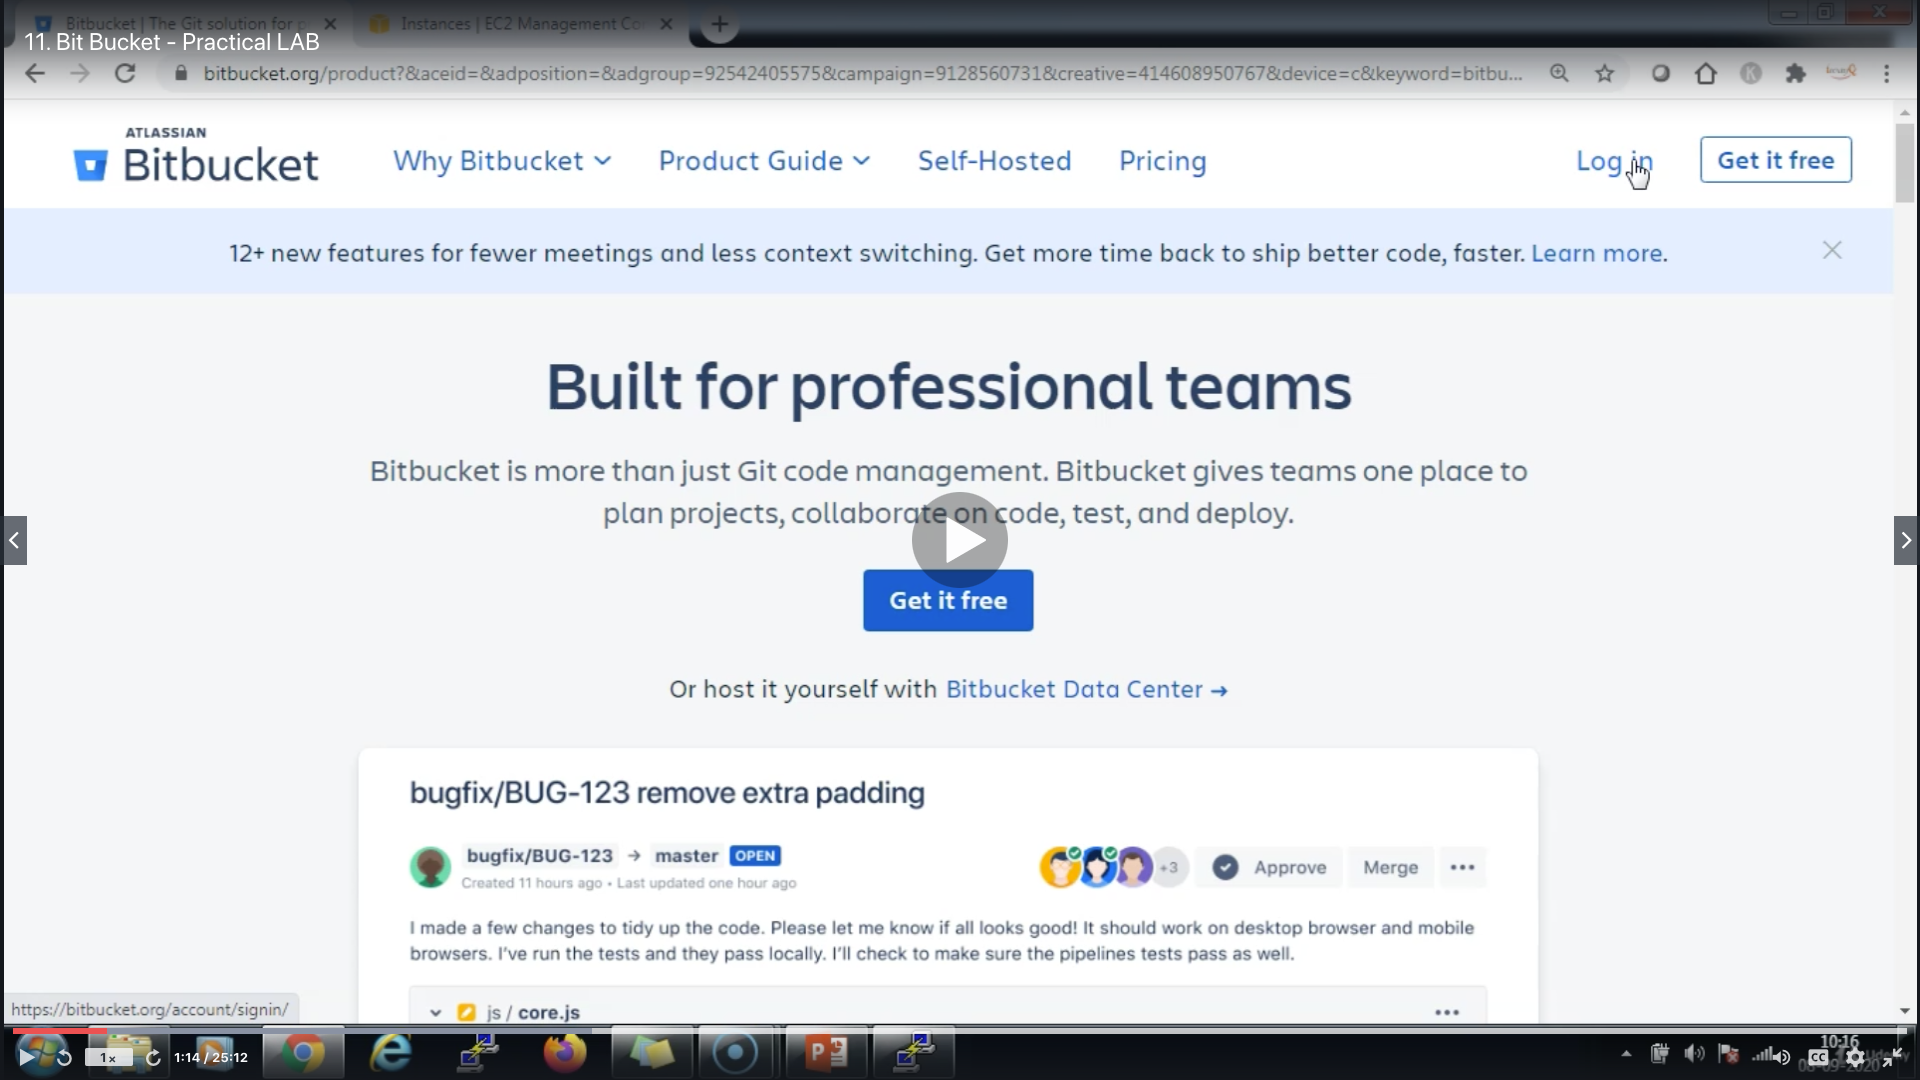 Bitbucket | The Git solution for p
Instances | EC2 Management Co
11. Bit Bucket - Practical LAB
bitbucket.org/product?&aceid=&adposition=&adgroup=92542405575&campaign=9128560731&creative=414608950767&device=c&keyword=bitbu...
ATLASSIAN
Bitbucket
Why Bitbucket
Product Guide
Self-Hosted
Pricing
Log in
Get it free
12+ new features for fewer meetings and less context switching. Get more time back to ship better code, faster. Learn more.
Built for professional teams
Bitbucket is more than just Git code management. Bitbucket gives teams one place to
plan projects, collaborate on code, test, and deploy.
Get it free
Or host it yourself with Bitbucket Data Center →
bugfix/BUG-123 remove extra padding
bugfix/BUG-123 → master OPEN
Created 11 hours ago • Last updated one hour ago
+3
Approve
Merge
I made a few changes to tidy up the code. Please let me know if all looks good! It should work on desktop browser and mobile
browsers. I've run the tests and they pass locally. I'll check to make sure the pipelines tests pass as well.
js / core.js
https://bitbucket.org/account/signin/
1x
1:14 / 25:12
10:16
CC